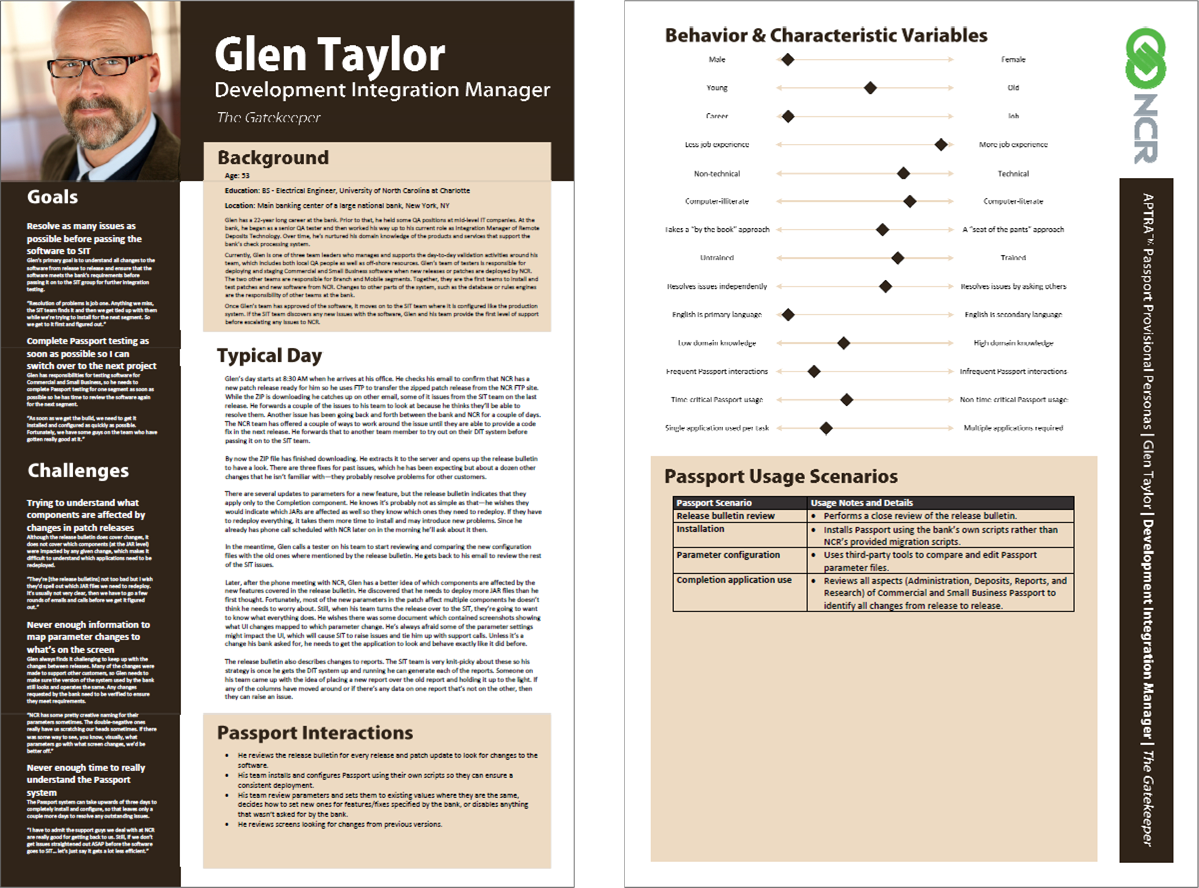 Glen Taylor
Development Integration Manager
The Gatekeeper
Background
Age: 53
Education: BS - Electrical Engineer, University of North Carolina at Charlotte
Location: Main banking center of a large national bank, New York, NY
Glen has a 22-year long career at the bank. Prior to that, he held some QA positions at mid-level IT companies. At the
bank, he began as a senior QA tester and then worked his way up to his current role as Integration Manager of Remote
Deposits Technology. Over time, he's nurtured his domain knowledge of the products and services that support the
bank's check processing system.
Currently, Glen is one of three team leaders who manages and supports the day-to-day validation activities around his
team, which includes both local QA people as well as off-shore resources. Glen's team of testers is responsible for
deploying and staging Commercial and Small Business software when new releases or patches are deployed by NCR.
The two other teams are responsible for Branch and Mobile segments. Together, they are the first teams to install and
test patches and new software from NCR. Changes to other parts of the system, such as the database or rules engines
are the responsibility of other teams at the bank.
Once Glen's team has approved of the software, it moves on to the SIT team where it is configured like the production
system. If the SIT team discovers any new issues with the software, Glen and his team provide the first level of support
before escalating any issues to NCR.
Goals
Resolve as many issues as
possible before passing the
software to SIT
Glen's primary goal is to understand all changes to the
software from release to release and ensure that the
software meets the bank's requirements before
passing it on to the SIT group for further integration
testing.
"Resolution of problems is job one. Anything we miss,
the SIT team finds it and then we get tied up with them
while we're trying to install for the next segment. So
we get to it first and figured out."
Complete Passport testing as
soon as possible so I can
switch over to the next project
Glen has responsibilities for testing software for
Commercial and Small Business, so he needs to
complete Passport testing for one segment as soon as
possible so he has time to review the software again
for the next segment.
"As soon as we get the build, we need to get it
installed and configured as quickly as possible.
Fortunately, we have some guys on the team who have
gotten really good at it."
Challenges
Trying to understand what
components are affected by
changes in patch releases
Although the release bulletin does cover changes, it
does not cover which components (at the JAR level)
were impacted by any given change, which makes it
difficult to understand which applications need to be
redeployed.
"They're [the release bulletins] not too bad but I wish
they'd spell out which JAR files we need to redeploy.
It's usually not very clear, then we have to go a few
rounds of emails and calls before we get it figured
out."
Never enough information to
map parameter changes to
what's on the screen
Glen always finds it challenging to keep up with the
changes between releases. Many of the changes were
made to support other customers, so Glen needs to
make sure the version of the system used by the bank
still looks and operates the same. Any changes
requested by the bank need to be verified to ensure
they meet requirements.
"NCR has some pretty creative naming for their
parameters sometimes. The double-negative ones
really have us scratching our heads sometimes. If there
was some way to see, you know, visually, what
parameters go with what screen changes, we'd be
better off."
Never enough time to really
understand the Passport
system
The Passport system can take upwards of three days to
completely install and configure, so that leaves only a
couple more days to resolve any outstanding issues.
"I have to admit the support guys we deal with at NCR
are really good for getting back to us. Still, if we don't
get issues straightened out ASAP before the software
goes to SIT... let's just say it gets a lot less efficient."
Typical Day
Glen's day starts at 8:30 AM when he arrives at his office. He checks his email to confirm that NCR has a
new patch release ready for him so he uses FTP to transfer the zipped patch release from the NCR FTP site.
While the ZIP is downloading he catches up on other email, some of it issues from the SIT team on the last
release. He forwards a couple of the issues to his team to look at because he thinks they'll be able to
resolve them. Another issue has been going back and forth between the bank and NCR for a couple of days.
The NCR team has offered a couple of ways to work around the issue until they are able to provide a code
fix in the next release. He forwards that to another team member to try out on their DIT system before
passing it on to the SIT team.
By now the ZIP file has finished downloading. He extracts it to the server and opens up the release bulletin
to have a look. There are three fixes for past issues, which he has been expecting but about a dozen other
changes that he isn't familiar with—they probably resolve problems for other customers.
There are several updates to parameters for a new feature, but the release bulletin indicates that they
apply only to the Completion component. He knows it's probably not as simple as that—he wishes they
would indicate which JARs are affected as well so they know which ones they need to redeploy. If they have
to redeploy everything, it takes them more time to install and may introduce new problems. Since he
already has phone call scheduled with NCR later on in the morning he'll ask about it then.
In the meantime, Glen calls a tester on his team to start reviewing and comparing the new configuration
files with the old ones where mentioned by the release bulletin. He gets back to his email to review the rest
of the SIT issues.
Later, after the phone meeting with NCR, Glen has a better idea of which components are affected by the
new features covered in the release bulletin. He discovered that he needs to deploy more JAR files than he
first thought. Fortunately, most of the new parameters in the patch affect multiple components he doesn't
think he needs to worry about. Still, when his team turns the release over to the SIT, they're going to want
to know what everything does. He wishes there was some document which contained screenshots showing
what UI changes mapped to which parameter change. He's always afraid some of the parameter settings
might impact the UI, which will cause SIT to raise issues and tie him up with support calls. Unless it's a
change his bank asked for, he needs to get the application to look and behave exactly like it did before.
The release bulletin also describes changes to reports. The SIT team is very knit-picky about these so his
strategy is once he gets the DIT system up and running he can generate each of the reports. Someone on
his team came up with the idea of placing a new report over the old report and holding it up to the light. If
any of the columns have moved around or if there's any data on one report that's not on the other, then
they can raise an issue.
Passport Interactions
• He reviews the release bulletin for every release and patch update to look for changes to the
software.
• His team installs and configures Passport using their own scripts so they can ensure a
consistent deployment.
• His team review parameters and sets them to existing values where they are the same,
decides how to set new ones for features/fixes specified by the bank, or disables anything
that wasn't asked for by the bank.
• He reviews screens looking for changes from previous versions.
Behavior & Characteristic Variables
Male Female
Young Old
Career Job
Less job experience More job experience
Non-technical Technical
Computer-illiterate Computer-literate
Takes a "by the book" approach A "seat of the pants" approach
Untrained Trained
Resolves issues independently Resolves issues by asking others
English is primary language English is secondary language
Low domain knowledge High domain knowledge
Frequent Passport interactions Infrequent Passport interactions
Time-critical Passport usage Non-time-critical Passport usage
Single application used per task Multiple applications required
Passport Usage Scenarios
Passport Scenario Usage Notes and Details
Release bulletin review • Performs a close review of the release bulletin.
Installation • Installs Passport using the bank's own scripts rather than
NCR's provided migration scripts.
Parameter configuration • Uses third-party tools to compare and edit Passport
parameter files.
Completion application use • Reviews all aspects (Administration, Deposits, Reports, and
Research) of Commercial and Small Business Passport to
identify all changes from release to release.
NCR
APTRA™ Passport Provisional Personas | Glen Taylor | Development Integration Manager | The Gatekeeper